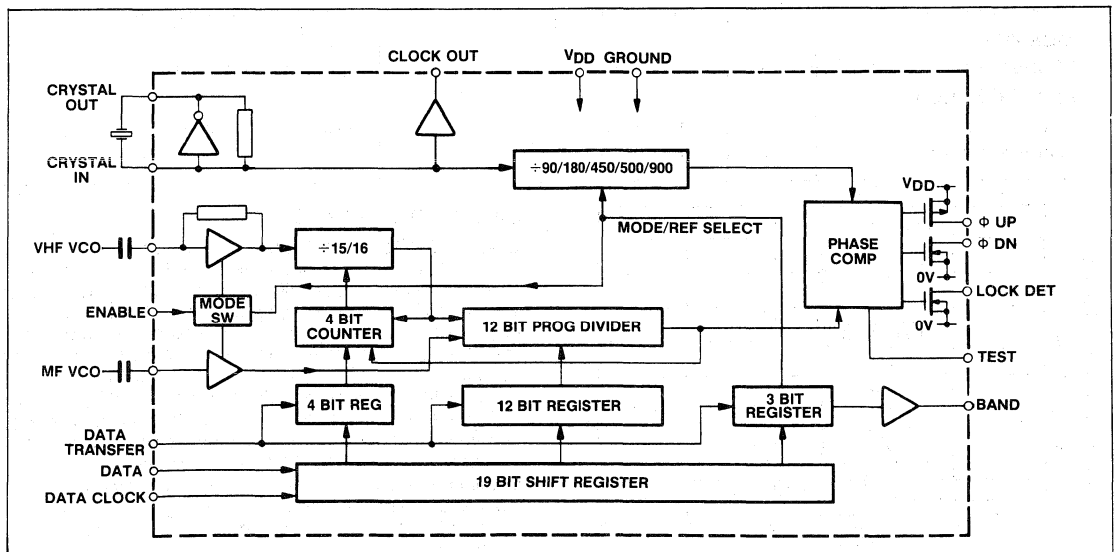 CLOCK OUT
VDD GROUND
CRYSTAL
OUT
CRYSTAL
IN
÷90/180/450/500/900
VDD
Φ UP
MODE/REF SELECT
PHASE
COMP
Φ DN
VHF VCO
÷15/16
0V
LOCK DET
ENABLE
MODE
SW
4 BIT
COUNTER
12 BIT PROG DIVIDER
0V
TEST
MF VCO
4 BIT REG
12 BIT REGISTER
3 BIT
REGISTER
BAND
DATA
TRANSFER
DATA
19 BIT SHIFT REGISTER
DATA CLOCK